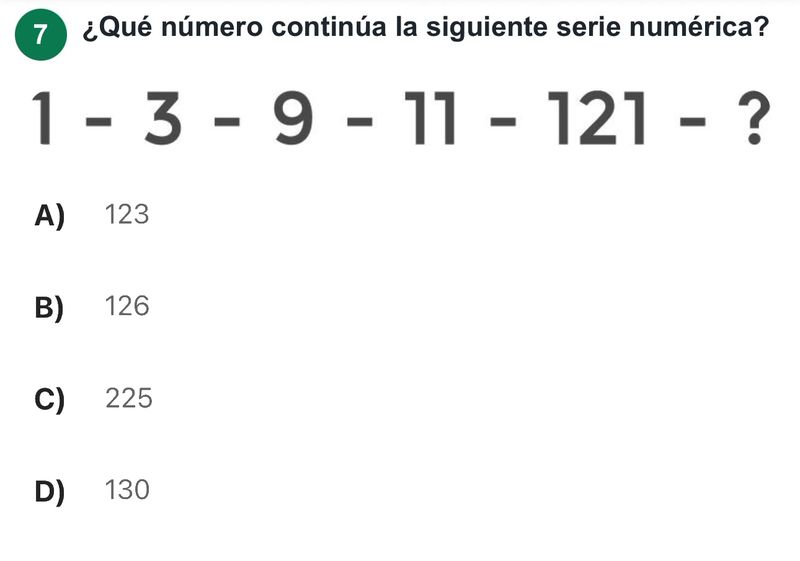 7 ¿Qué número continúa la siguiente serie numérica?
1 - 3 - 9 - 11 - 121 - ?
A) 123
B) 126
C) 225
D) 130